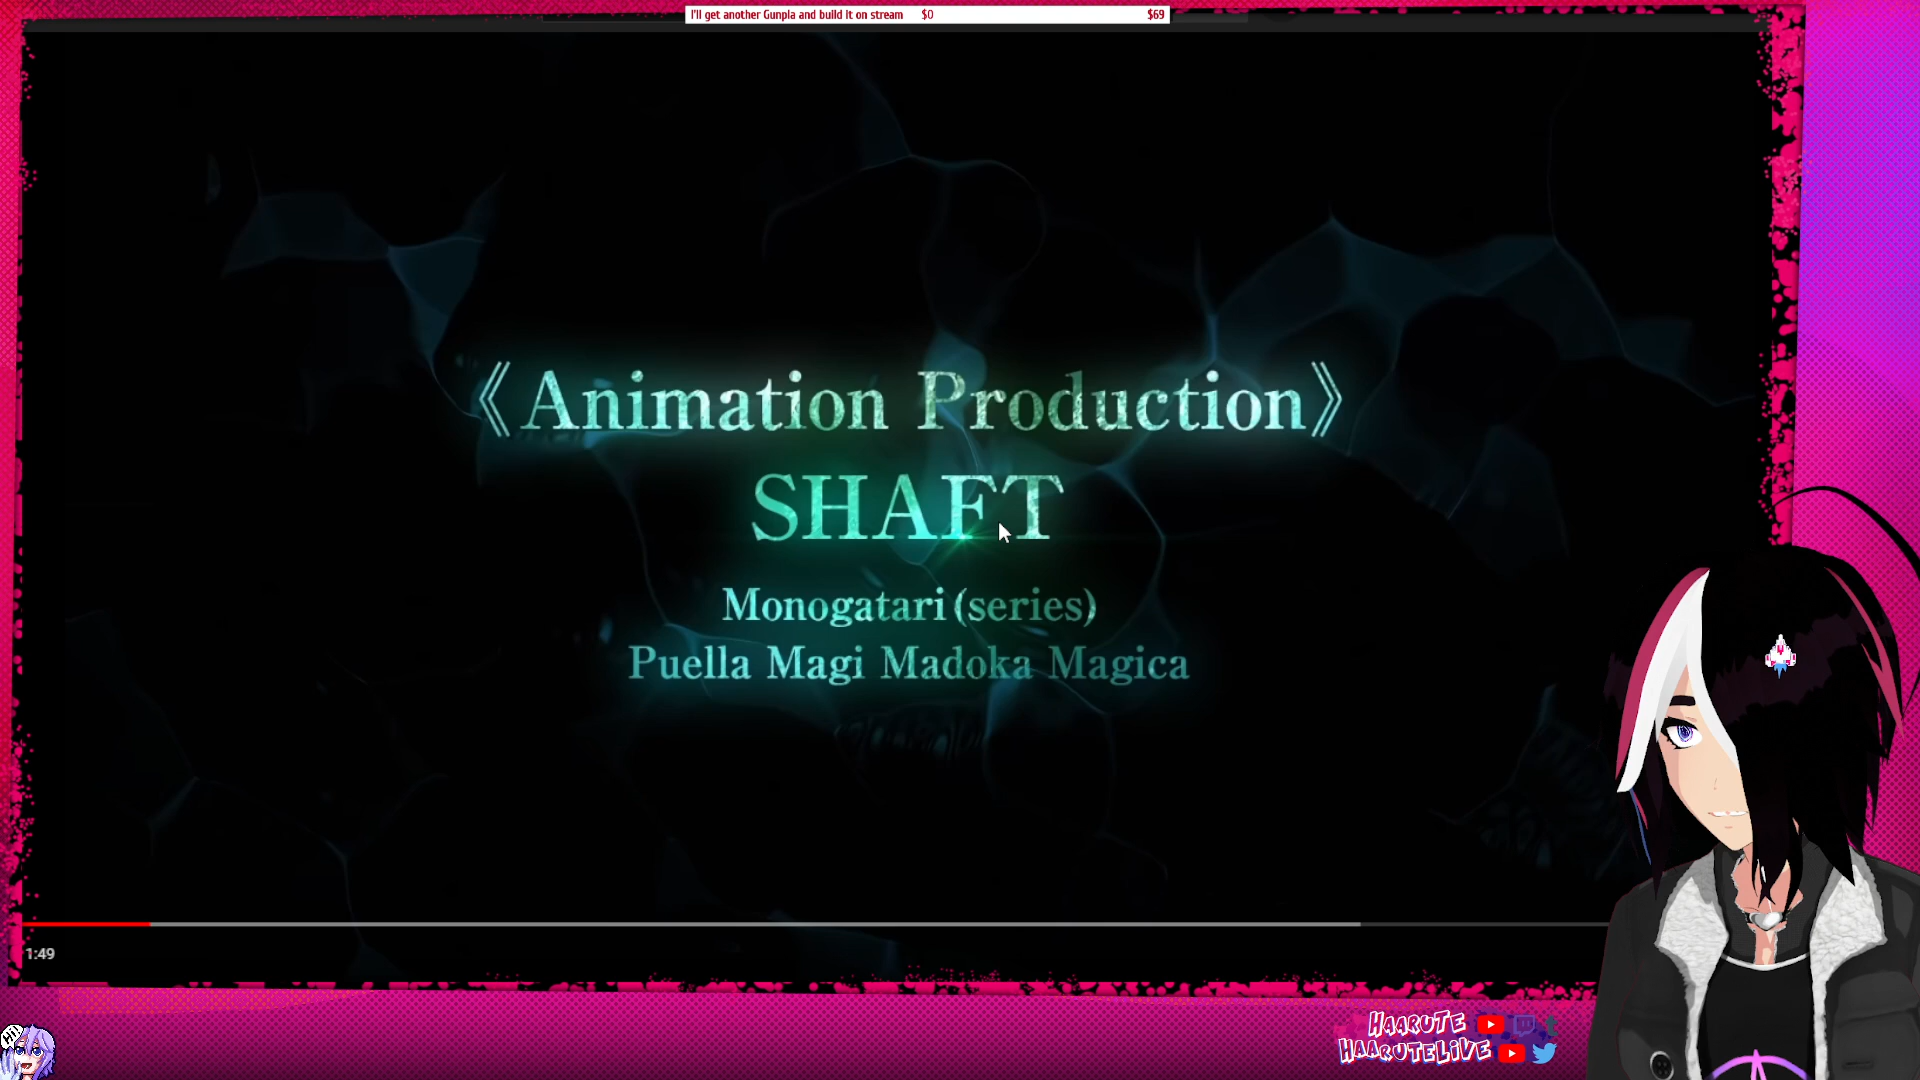 I'll get another Gunpla and build it on stream $0 $69
《Animation Production》
SHAFT
Monogatari(series)
Puella Magi Madoka Magica
1:49
Hi!
HAARUTE
HAARUTELIVE